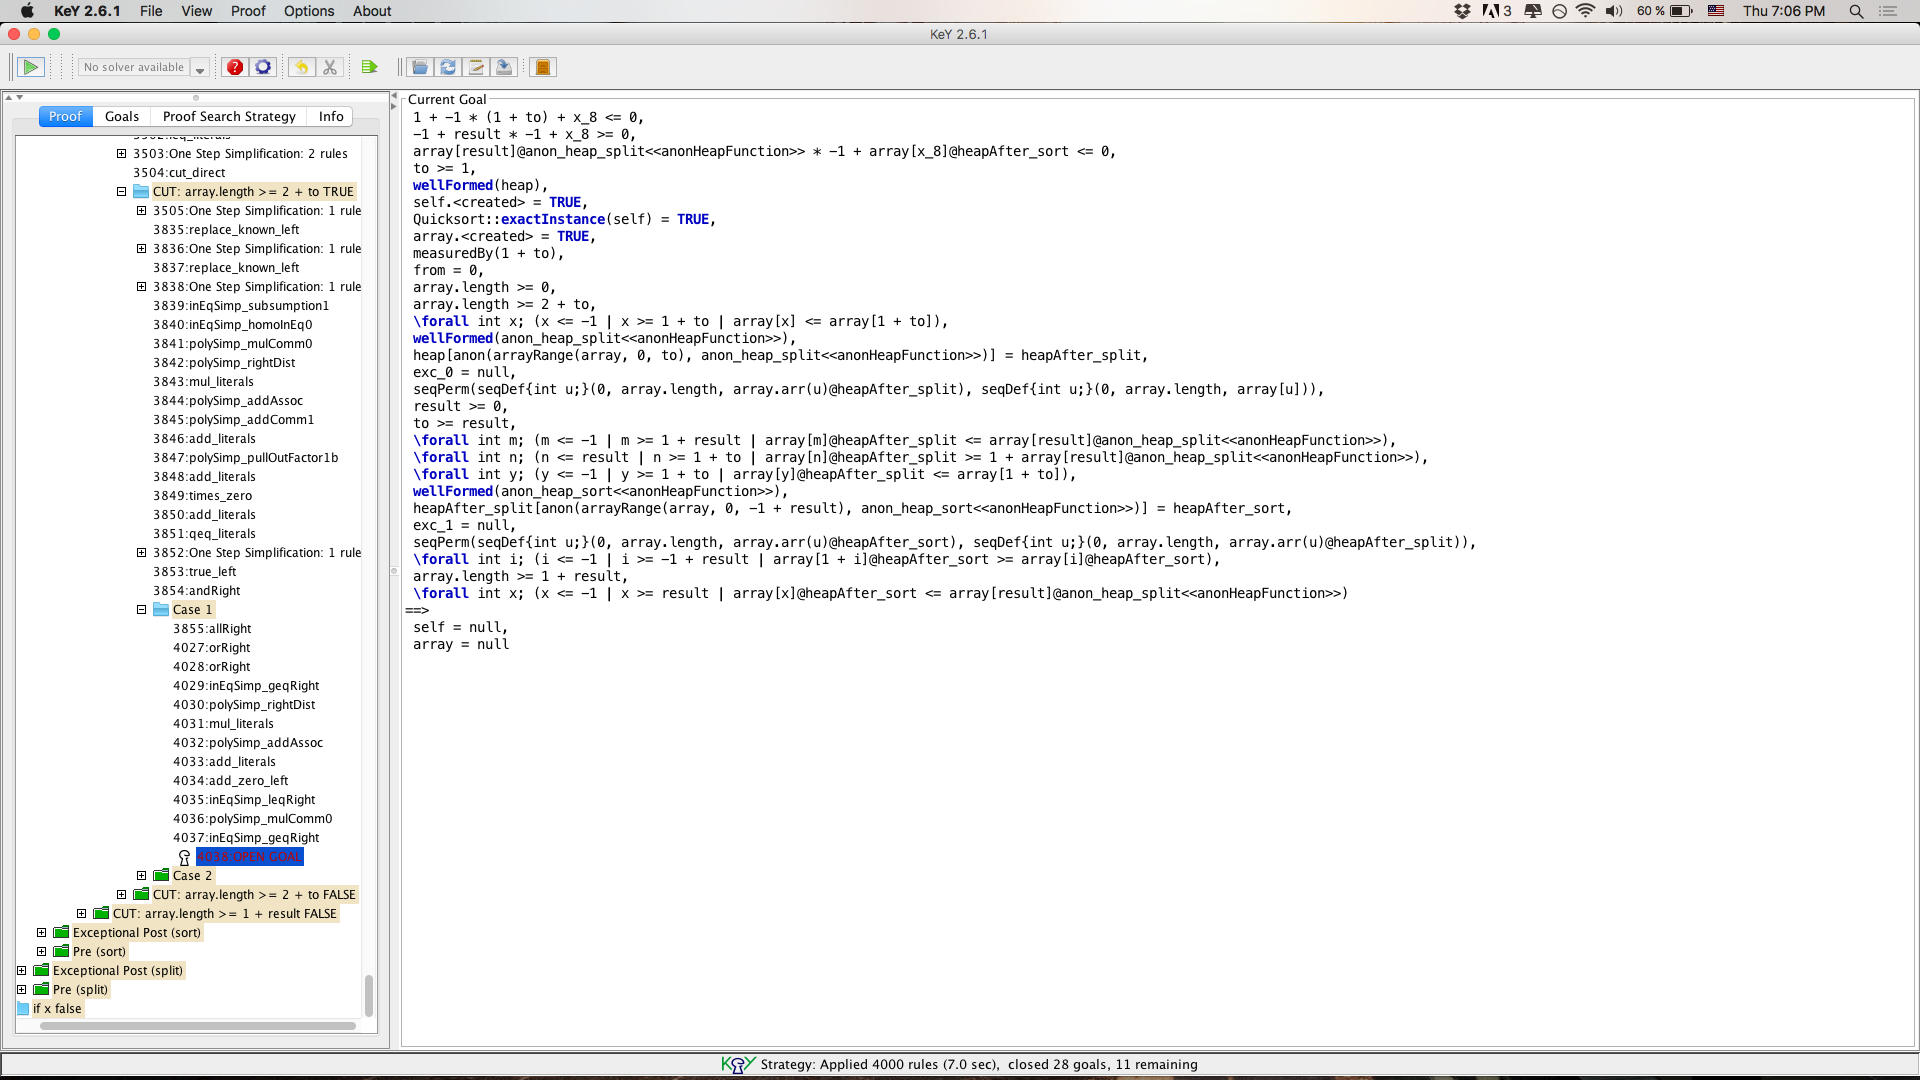 KeY 2.6.1 File View Proof Options About 3 60 % Thu 7:06 PM
KeY 2.6.1
No solver available
Proof Goals Proof Search Strategy Info
3503:One Step Simplification: 2 rules
3504:cut_direct
CUT: array.length >= 2 + to TRUE
3505:One Step Simplification: 1 rule
3835:replace_known_left
3836:One Step Simplification: 1 rule
3837:replace_known_left
3838:One Step Simplification: 1 rule
3839:inEqSimp_subsumption1
3840:inEqSimp_homoInEq0
3841:polySimp_mulComm0
3842:polySimp_rightDist
3843:mul_literals
3844:polySimp_addAssoc
3845:polySimp_addComm1
3846:add_literals
3847:polySimp_pullOutFactor1b
3848:add_literals
3849:times_zero
3850:add_literals
3851:qeq_literals
3852:One Step Simplification: 1 rule
3853:true_left
3854:andRight
Case 1
3855:allRight
4027:orRight
4028:orRight
4029:inEqSimp_geqRight
4030:polySimp_rightDist
4031:mul_literals
4032:polySimp_addAssoc
4033:add_literals
4034:add_zero_left
4035:inEqSimp_leqRight
4036:polySimp_mulComm0
4037:inEqSimp_geqRight
4038:OPEN GOAL
Case 2
CUT: array.length >= 2 + to FALSE
CUT: array.length >= 1 + result FALSE
Exceptional Post (sort)
Pre (sort)
Exceptional Post (split)
Pre (split)
if x false
Current Goal
1 + -1 * (1 + to) + x_8 <= 0,
-1 + result * -1 + x_8 >= 0,
array[result]@anon_heap_split<<anonHeapFunction>> * -1 + array[x_8]@heapAfter_sort <= 0,
to >= 1,
wellFormed(heap),
self.<created> = TRUE,
Quicksort::exactInstance(self) = TRUE,
array.<created> = TRUE,
measuredBy(1 + to),
from = 0,
array.length >= 0,
array.length >= 2 + to,
\forall int x; (x <= -1 | x >= 1 + to | array[x] <= array[1 + to]),
wellFormed(anon_heap_split<<anonHeapFunction>>),
heap[anon(arrayRange(array, 0, to), anon_heap_split<<anonHeapFunction>>)] = heapAfter_split,
exc_0 = null,
seqPerm(seqDef{int u;}(0, array.length, array.arr(u)@heapAfter_split), seqDef{int u;}(0, array.length, array[u])),
result >= 0,
to >= result,
\forall int m; (m <= -1 | m >= 1 + result | array[m]@heapAfter_split <= array[result]@anon_heap_split<<anonHeapFunction>>),
\forall int n; (n <= result | n >= 1 + to | array[n]@heapAfter_split >= 1 + array[result]@anon_heap_split<<anonHeapFunction>>),
\forall int y; (y <= -1 | y >= 1 + to | array[y]@heapAfter_split <= array[1 + to]),
wellFormed(anon_heap_sort<<anonHeapFunction>>),
heapAfter_split[anon(arrayRange(array, 0, -1 + result), anon_heap_sort<<anonHeapFunction>>)] = heapAfter_sort,
exc_1 = null,
seqPerm(seqDef{int u;}(0, array.length, array.arr(u)@heapAfter_sort), seqDef{int u;}(0, array.length, array.arr(u)@heapAfter_split)),
\forall int i; (i <= -1 | i >= -1 + result | array[1 + i]@heapAfter_sort >= array[i]@heapAfter_sort),
array.length >= 1 + result,
\forall int x; (x <= -1 | x >= result | array[x]@heapAfter_sort <= array[result]@anon_heap_split<<anonHeapFunction>>)
==>
self = null,
array = null
KeY Strategy: Applied 4000 rules (7.0 sec), closed 28 goals, 11 remaining